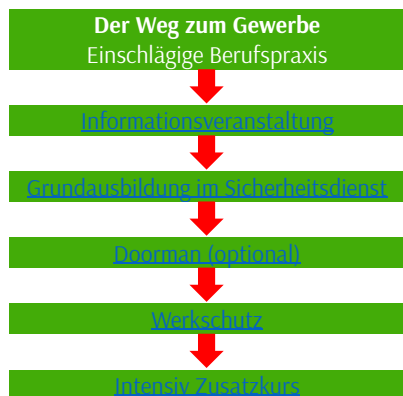 Der Weg zum Gewerbe
Einschlägige Berufspraxis
Informationsveranstaltung
Grundausbildung im Sicherheitsdienst
Doorman (optional)
Werkschutz
Intensiv Zusatzkurs